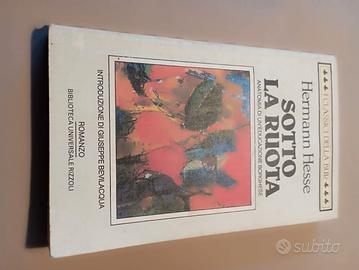 I CLASSICI DELLA BUR
Hermann Hesse
SOTTO
LA RUOTA
ANATOMIA DI UN'EDUCAZIONE BORGHESE
INTRODUZIONE DI GIUSEPPE BEVILACQUA
ROMANZO
BIBLIOTECA UNIVERSALE RIZZOLI
subito